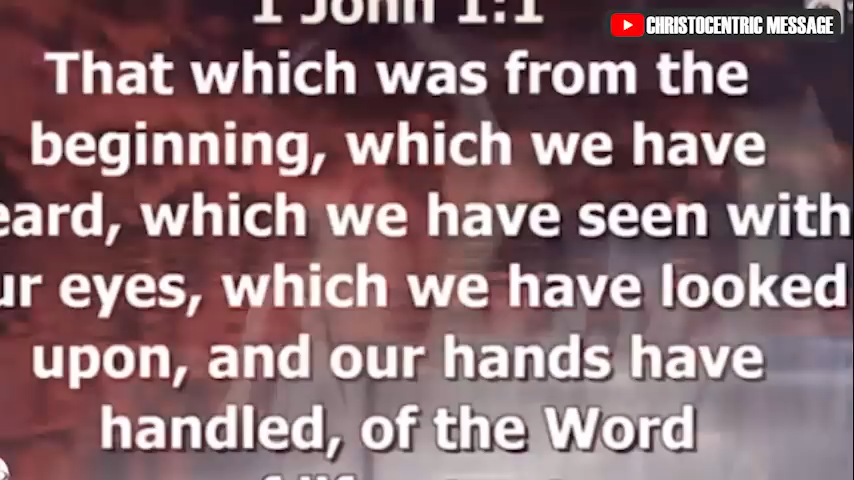 1 John 1:1
CHRISTOCENTRIC MESSAGE
That which was from the
beginning, which we have
eard, which we have seen with
ur eyes, which we have looked
upon, and our hands have
handled, of the Word